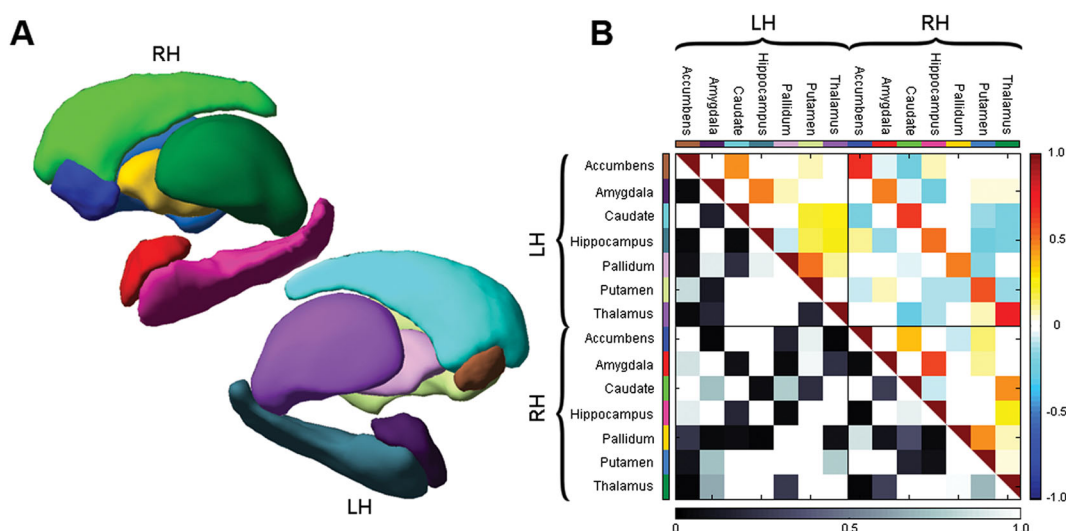 A
RH
LH
B
LH
RH
Accumbens
Amygdala
Caudate
Hippocampus
Pallidum
Putamen
Thalamus
Accumbens
Amygdala
Caudate
Hippocampus
Pallidum
Putamen
Thalamus
LH
Accumbens
Amygdala
Caudate
Hippocampus
Pallidum
Putamen
Thalamus
RH
Accumbens
Amygdala
Caudate
Hippocampus
Pallidum
Putamen
Thalamus
1.0
0.5
0
-0.5
-1.0
0 0.5 1.0